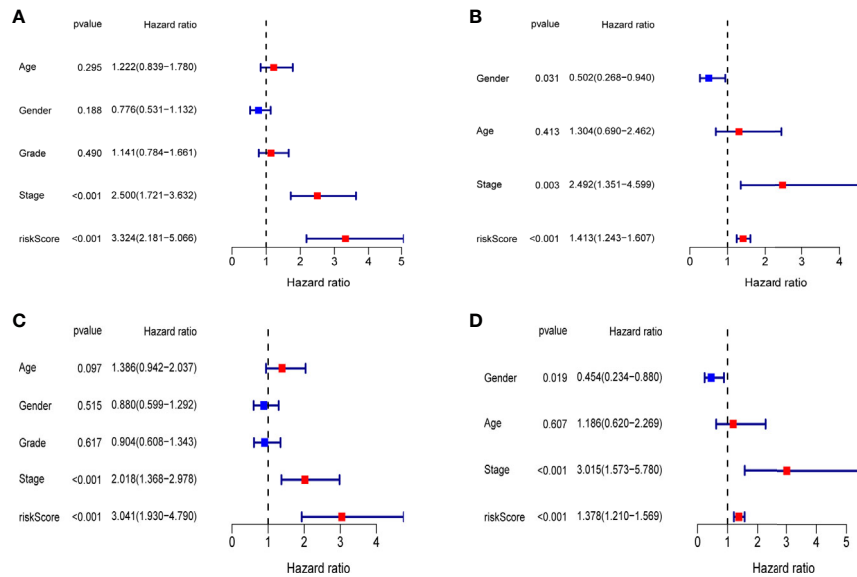 A
pvalue Hazard ratio
Age 0.295 1.222(0.839−1.780)
Gender 0.188 0.776(0.531−1.132)
Grade 0.490 1.141(0.784−1.661)
Stage <0.001 2.500(1.721−3.632)
riskScore <0.001 3.324(2.181−5.066)
0 1 2 3 4 5
Hazard ratio
B
pvalue Hazard ratio
Gender 0.031 0.502(0.268−0.940)
Age 0.413 1.304(0.690−2.462)
Stage 0.003 2.492(1.351−4.599)
riskScore <0.001 1.413(1.243−1.607)
0 1 2 3 4
Hazard ratio
C
pvalue Hazard ratio
Age 0.097 1.386(0.942−2.037)
Gender 0.515 0.880(0.599−1.292)
Grade 0.617 0.904(0.608−1.343)
Stage <0.001 2.018(1.368−2.978)
riskScore <0.001 3.041(1.930−4.790)
0 1 2 3 4
Hazard ratio
D
pvalue Hazard ratio
Gender 0.019 0.454(0.234−0.880)
Age 0.607 1.186(0.620−2.269)
Stage <0.001 3.015(1.573−5.780)
riskScore <0.001 1.378(1.210−1.569)
0 1 2 3 4 5
Hazard ratio